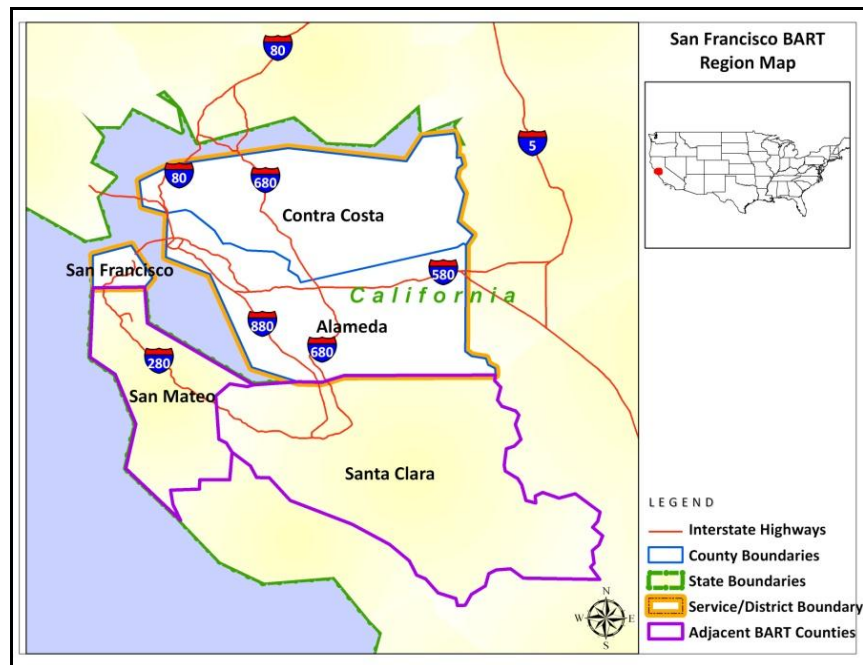 San Francisco BART
Region Map
80
5
80
680
Contra Costa
San Francisco
580
California
880
Alameda
680
280
San Mateo
Santa Clara
LEGEND
Interstate Highways
County Boundaries
State Boundaries
Service/District Boundary
Adjacent BART Counties
N
W
E
S